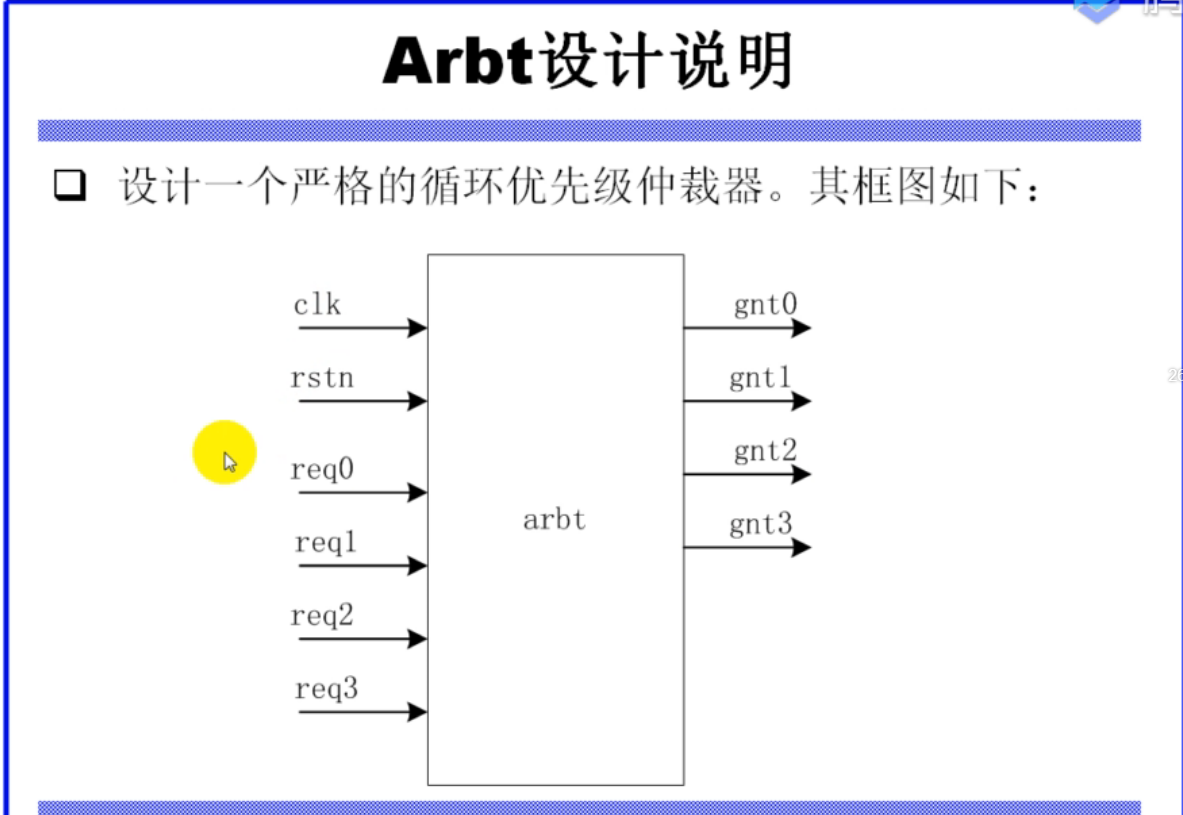 Arbt设计说明
设计一个严格的循环优先级仲裁器。其框图如下：
clk
rstn
req0
req1
req2
req3
arbt
gnt0
gnt1
gnt2
gnt3